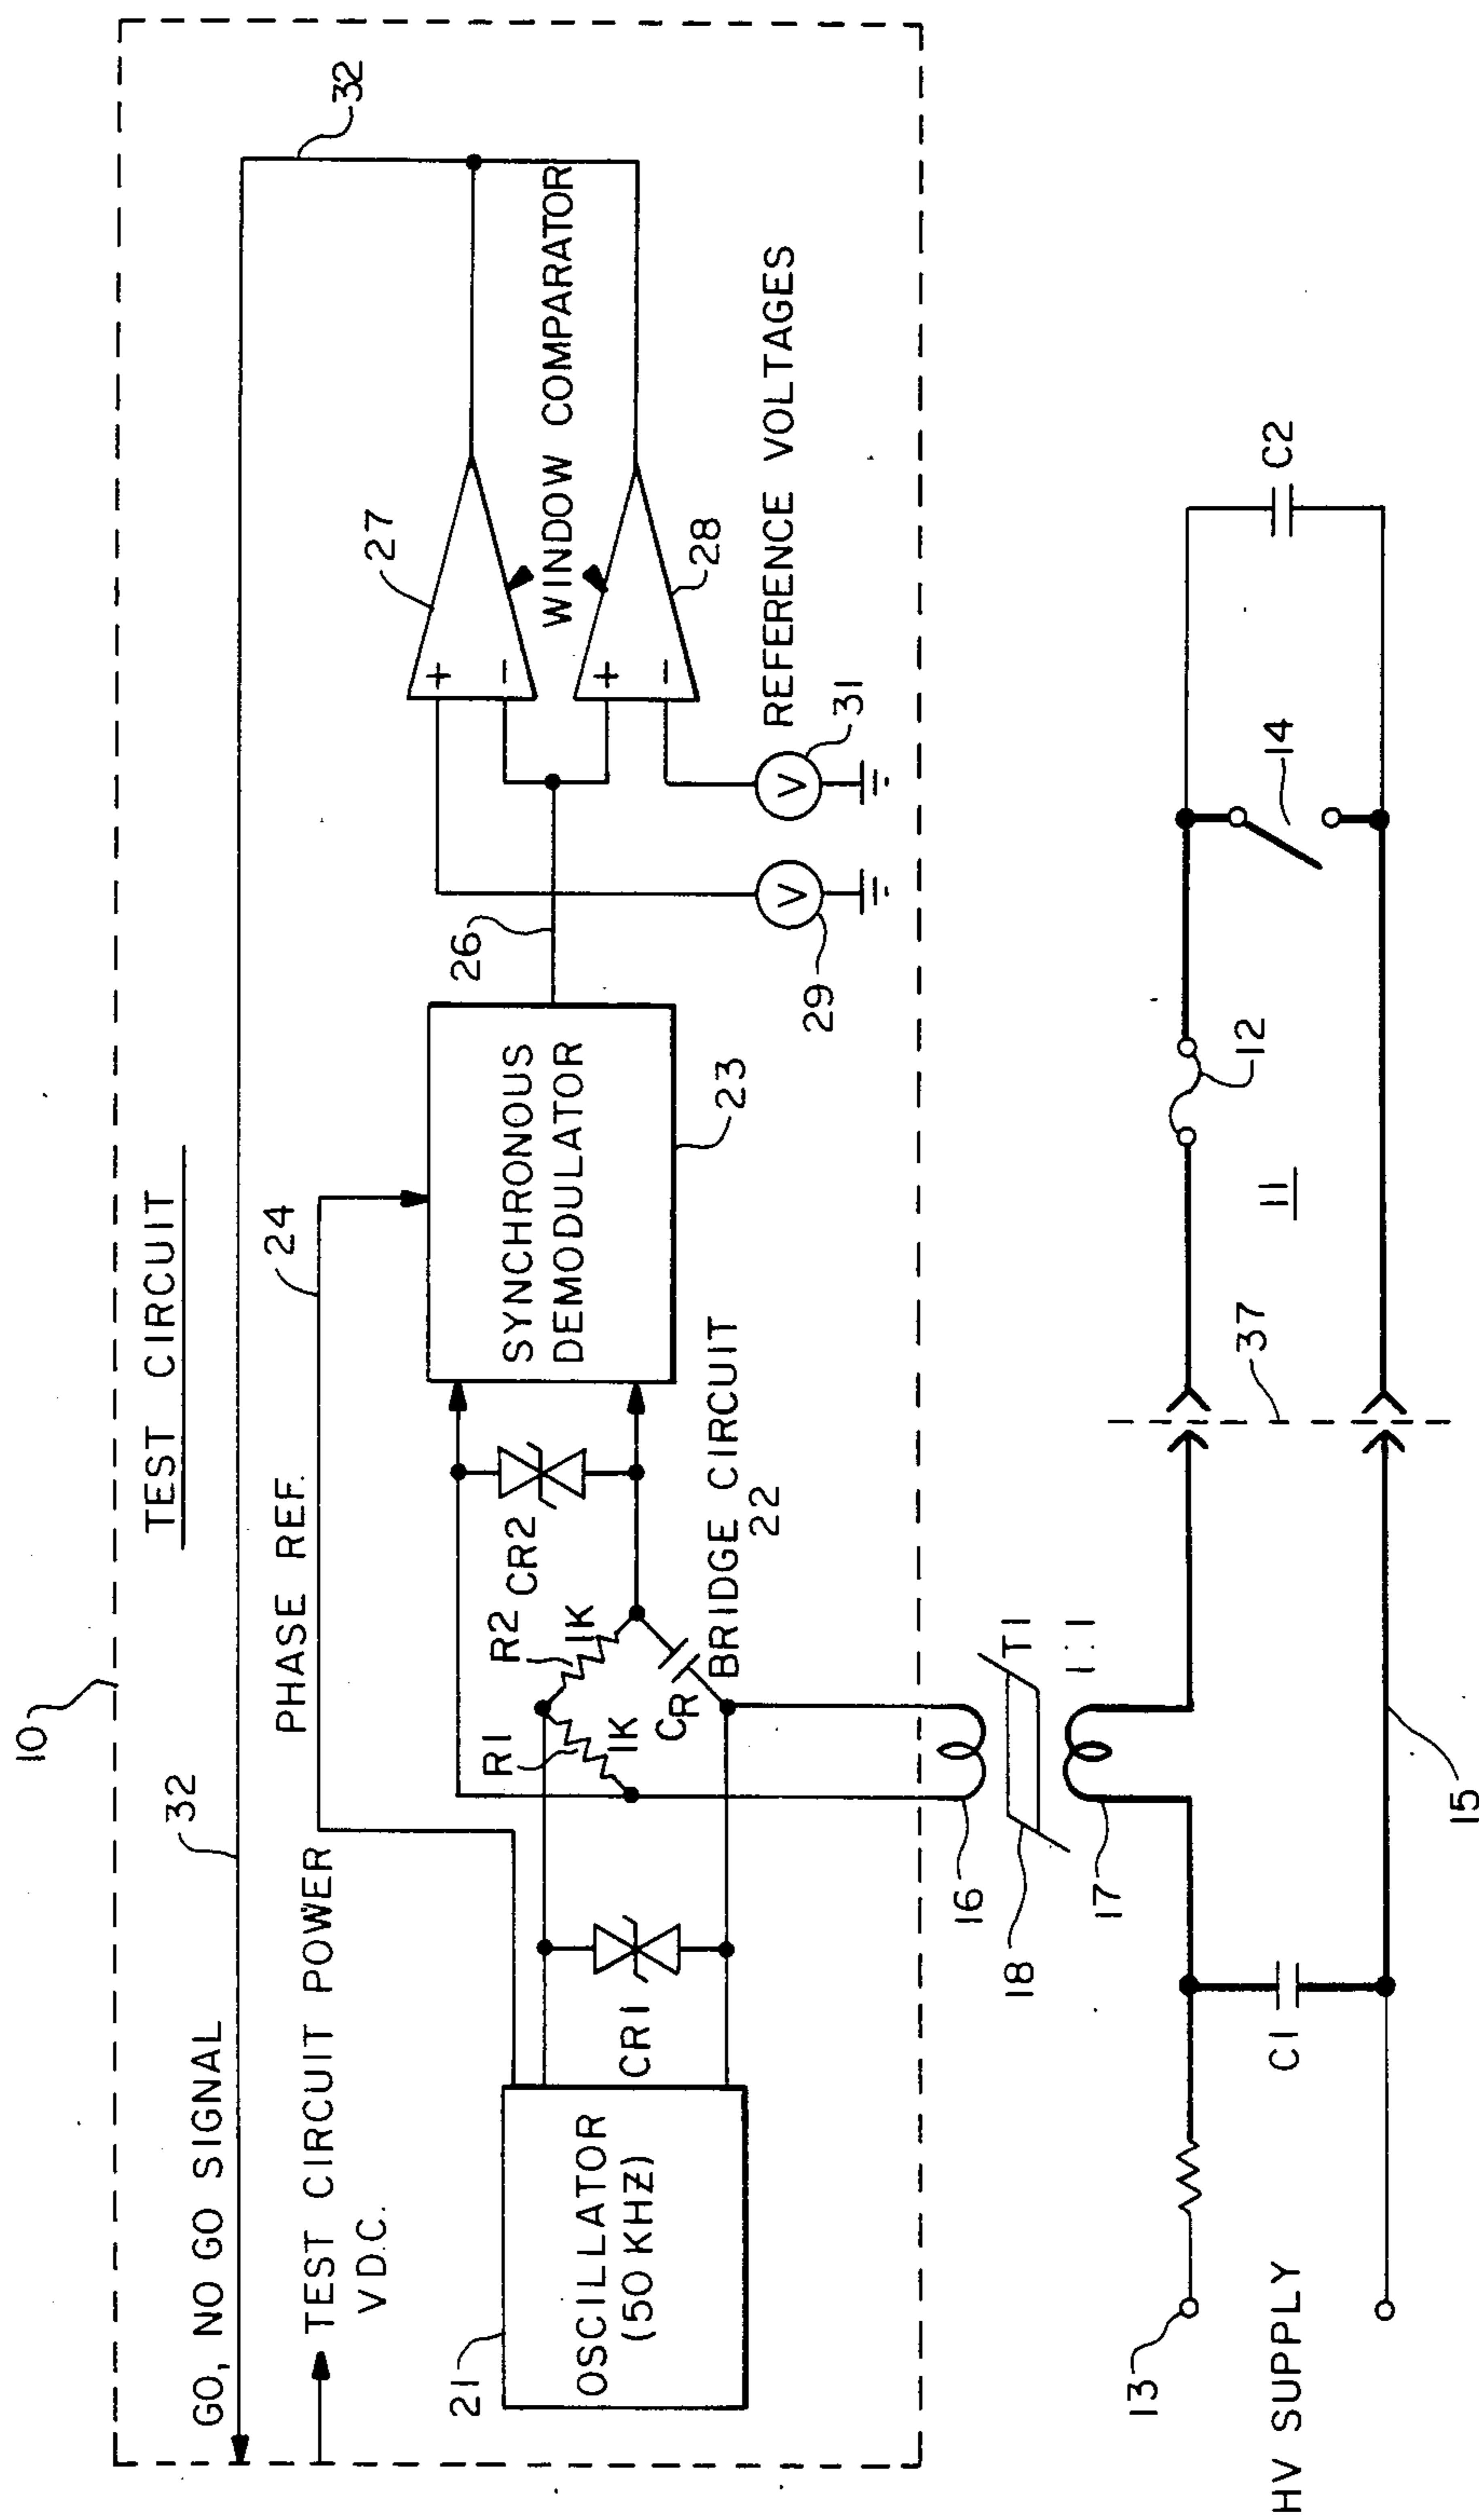 10
TEST CIRCUIT
32
GO, NO GO SIGNAL
32
TEST CIRCUIT POWER
V D.C.
PHASE REF.
24
21
OSCILLATOR
(50 KHZ)
CR1
R1
1K
R2
1K
CR
CR2
BRIDGE CIRCUIT
22
SYNCHRONOUS
DEMODULATOR
23
26
27
+
−
WINDOW COMPARATOR
+
−
28
V
29
V
31
REFERENCE VOLTAGES
16
18
T1
17
1:1
13
HV SUPPLY
C1
15
37
11
12
14
C2